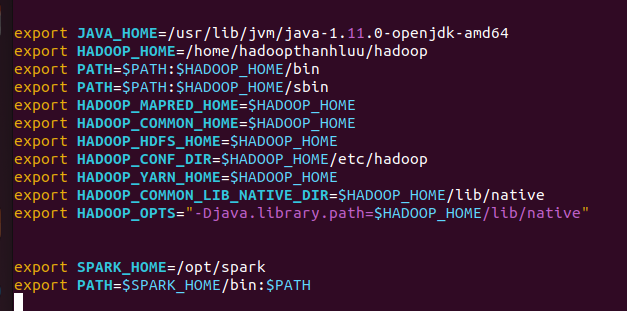 export JAVA_HOME=/usr/lib/jvm/java-1.11.0-openjdk-amd64
export HADOOP_HOME=/home/hadoopthanhluu/hadoop
export PATH=$PATH:$HADOOP_HOME/bin
export PATH=$PATH:$HADOOP_HOME/sbin
export HADOOP_MAPRED_HOME=$HADOOP_HOME
export HADOOP_COMMON_HOME=$HADOOP_HOME
export HADOOP_HDFS_HOME=$HADOOP_HOME
export HADOOP_CONF_DIR=$HADOOP_HOME/etc/hadoop
export HADOOP_YARN_HOME=$HADOOP_HOME
export HADOOP_COMMON_LIB_NATIVE_DIR=$HADOOP_HOME/lib/native
export HADOOP_OPTS="-Djava.library.path=$HADOOP_HOME/lib/native"
export SPARK_HOME=/opt/spark
export PATH=$SPARK_HOME/bin:$PATH